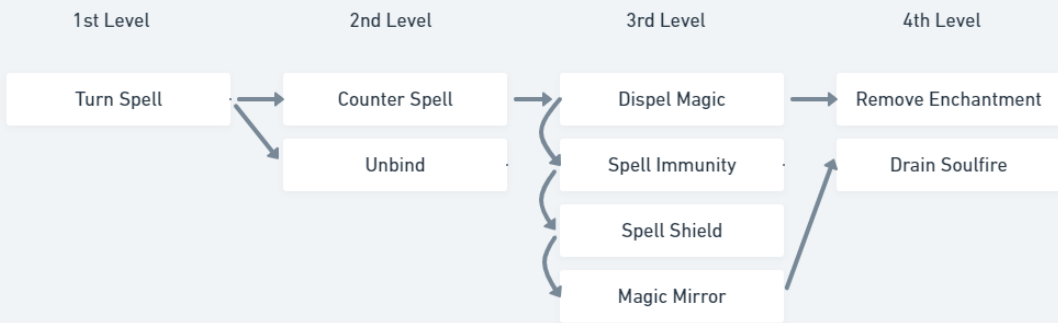 1st Level
2nd Level
3rd Level
4th Level
Turn Spell
Counter Spell
Dispel Magic
Remove Enchantment
Unbind
Spell Immunity
Drain Soulfire
Spell Shield
Magic Mirror